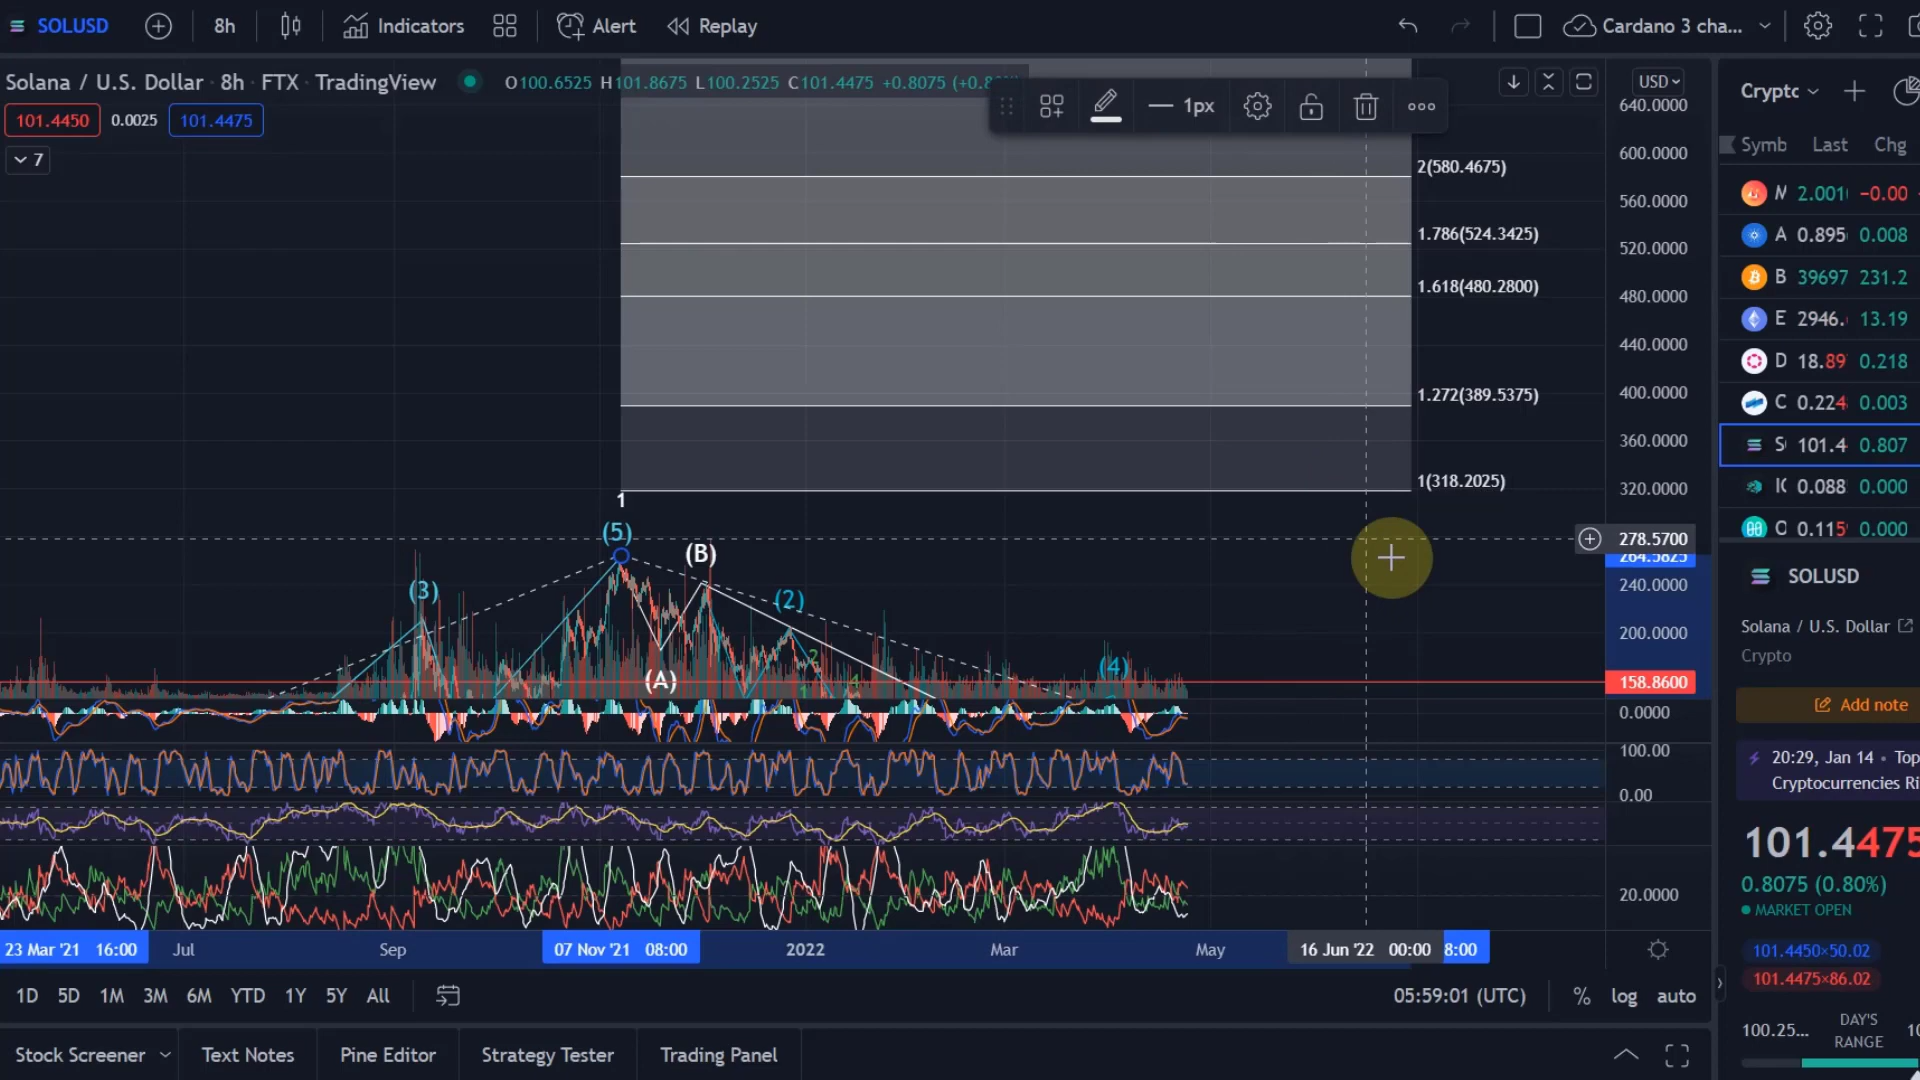 SOLUSD 8h Indicators Alert Replay Cardano 3 cha...
Solana / U.S. Dollar · 8h · FTX · TradingView O100.6525 H101.8675 L100.2525 C101.4475 +0.8075
101.4450 0.0025 101.4475
7
1px
USD
640.0000
600.0000
560.0000
520.0000
480.0000
440.0000
400.0000
360.0000
320.0000
278.5700
264.5825
240.0000
200.0000
158.8600
0.0000
100.00
0.00
20.0000
2(580.4675)
1.786(524.3425)
1.618(480.2800)
1.272(389.5375)
1(318.2025)
1
(5)
(B)
(3)
(2)
(A)
(4)
2
1
4
23 Mar '21 16:00 Jul Sep 07 Nov '21 08:00 2022 Mar May 16 Jun '22 00:00 8:00
1D 5D 1M 3M 6M YTD 1Y 5Y All
05:59:01 (UTC) % log auto
Stock Screener Text Notes Pine Editor Strategy Tester Trading Panel
Crypto
Symb Last Chg
2.001 −0.00
A 0.895 0.008
B 39697 231.2
E 2946. 13.19
D 18.89 0.218
C 0.224 0.003
S 101.4 0.807
IC 0.088 0.000
O 0.115 0.000
SOLUSD
Solana / U.S. Dollar
Crypto
Add note
20:29, Jan 14 • Top
Cryptocurrencies Ri
101.4475
0.8075 (0.80%)
MARKET OPEN
101.4450×50.02
101.4475×86.02
100.25... DAY'S
RANGE